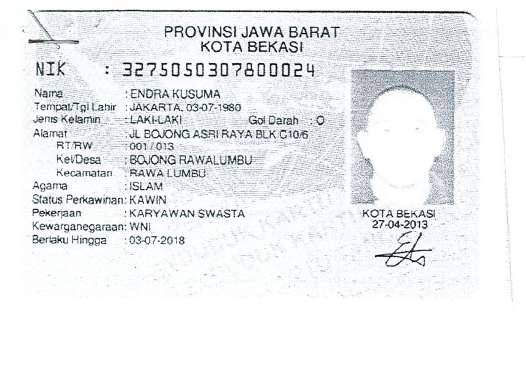 PROVINSI JAWA BARAT
KOTA BEKASI
NIK : 3275050307800024
Nama : ENDRA KUSUMA
Tempat/Tgl Lahir : JAKARTA, 03-07-1980
Jenis Kelamin : LAKI-LAKI Gol Darah : O
Alamat : JL BOJONG ASRI RAYA BLK C10/6
RT/RW : 001 / 013
Kel/Desa : BOJONG RAWALUMBU
Kecamatan : RAWA LUMBU
Agama : ISLAM
Status Perkawinan: KAWIN
Pekerjaan : KARYAWAN SWASTA
Kewarganegaraan: WNI
Berlaku Hingga : 03-07-2018
KOTA BEKASI
27-04-2013